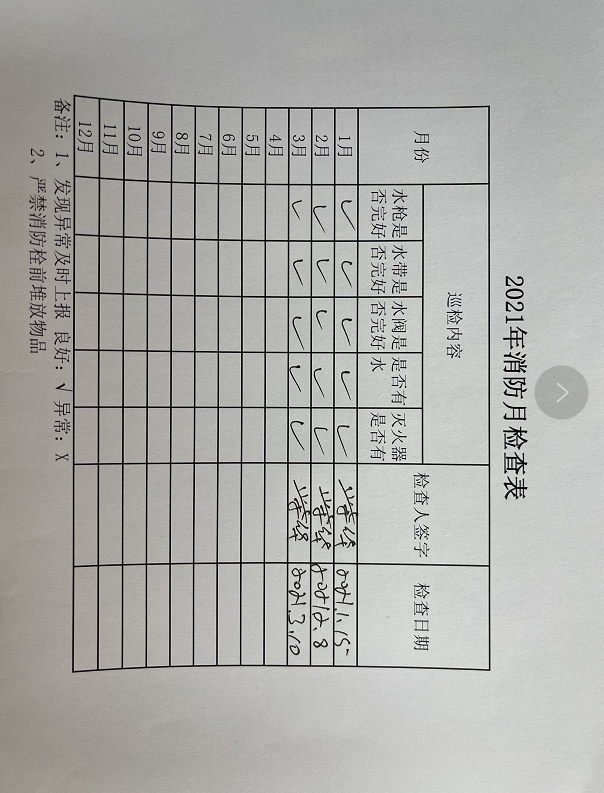 2021年消防月检查表
月份 巡检内容 检查人签字 检查日期
水枪是否完好 水带是否完好 水阀是否完好 是否有水 灭火器是否有
1月 ✓ ✓ ✓ ✓ ✓ 2021.1.15
2月 ✓ ✓ ✓ ✓ ✓ 2021.2.8
3月 ✓ ✓ ✓ ✓ ✓ 2021.3.10
4月
5月
6月
7月
8月
9月
10月
11月
12月
备注：1、发现异常及时上报 良好：√ 异常：X
2、严禁消防栓前堆放物品